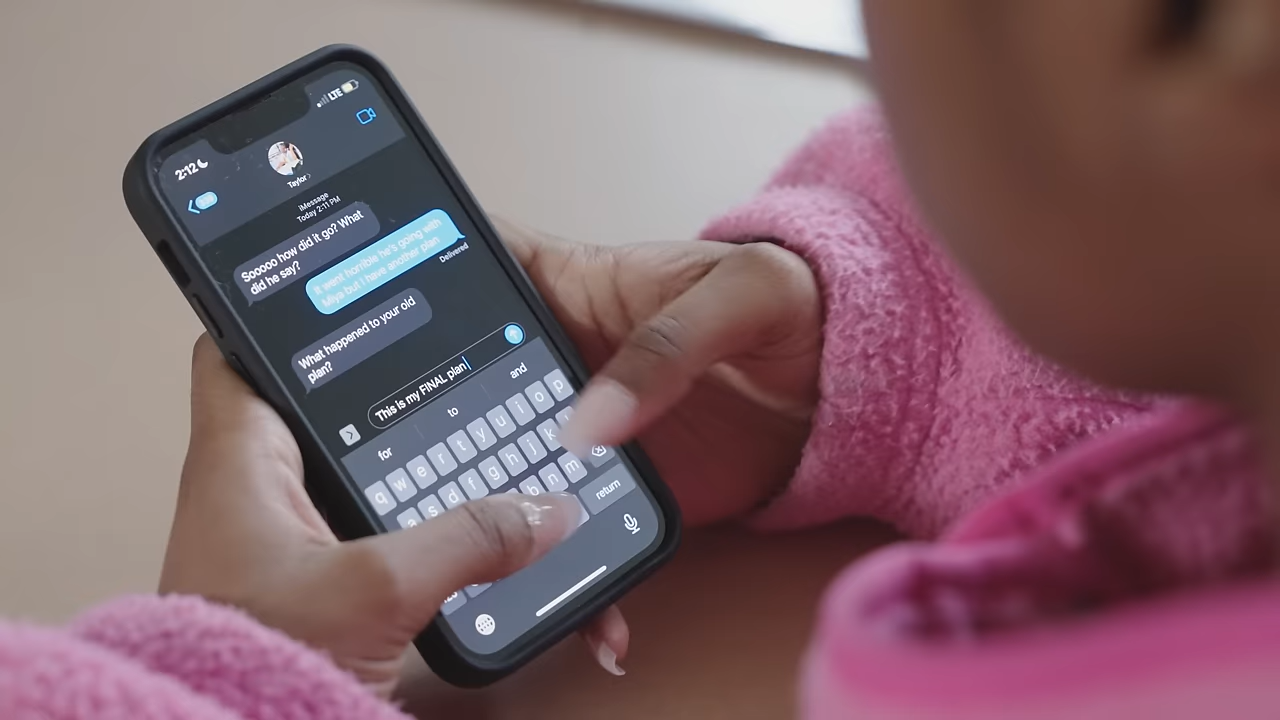 LTE
2:12
Taylor
iMessage
Today 2:11 PM
Sooooo how did it go? What
did he say?
It went horrible he's going with
Miya but I have another plan
Delivered
What happened to your old
plan?
This is my FINAL plan
for
to
and
q w e r t y u i o p
a s d f g h j k
b n m
return